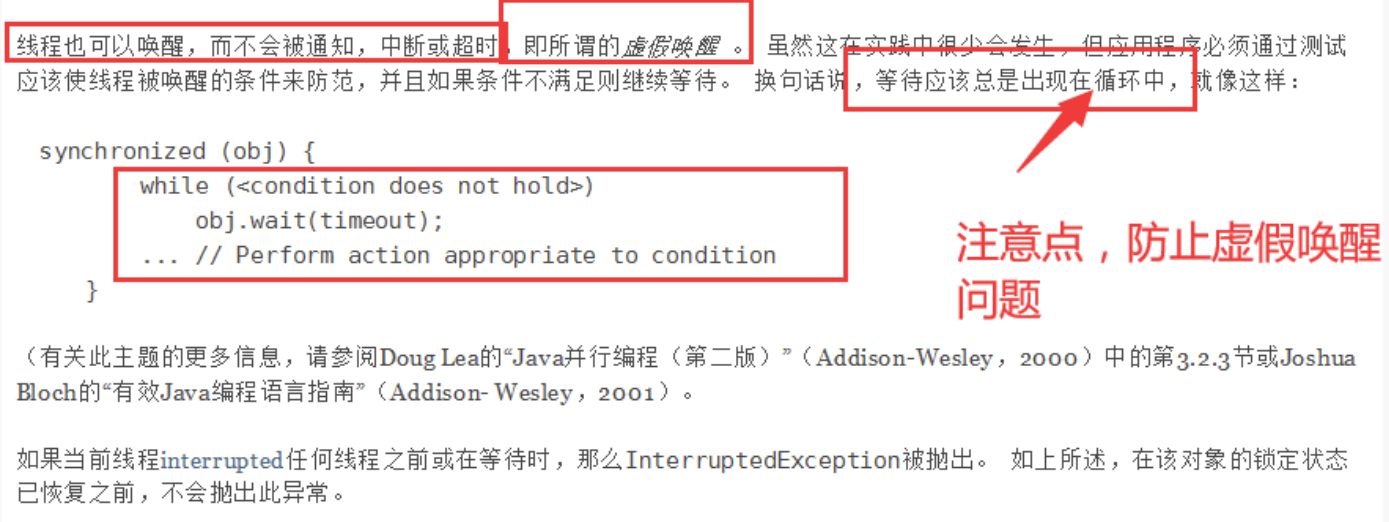 线程也可以唤醒，而不会被通知，中断或超时，即所谓的虚假唤醒 。 虽然这在实践中很少会发生，但应用程序必须通过测试
应该使线程被唤醒的条件来防范，并且如果条件不满足则继续等待。 换句话说，等待应该总是出现在循环中，就像这样：
synchronized (obj) {
while (<condition does not hold>)
obj.wait(timeout);
... // Perform action appropriate to condition
}
注意点，防止虚假唤醒
问题
（有关此主题的更多信息，请参阅Doug Lea的“Java并行编程（第二版）”（Addison-Wesley，2000）中的第3.2.3节或Joshua
Bloch的“有效Java编程语言指南”（Addison- Wesley，2001）。
如果当前线程interrupted任何线程之前或在等待时，那么InterruptedException被抛出。 如上所述，在该对象的锁定状态
已恢复之前，不会抛出此异常。